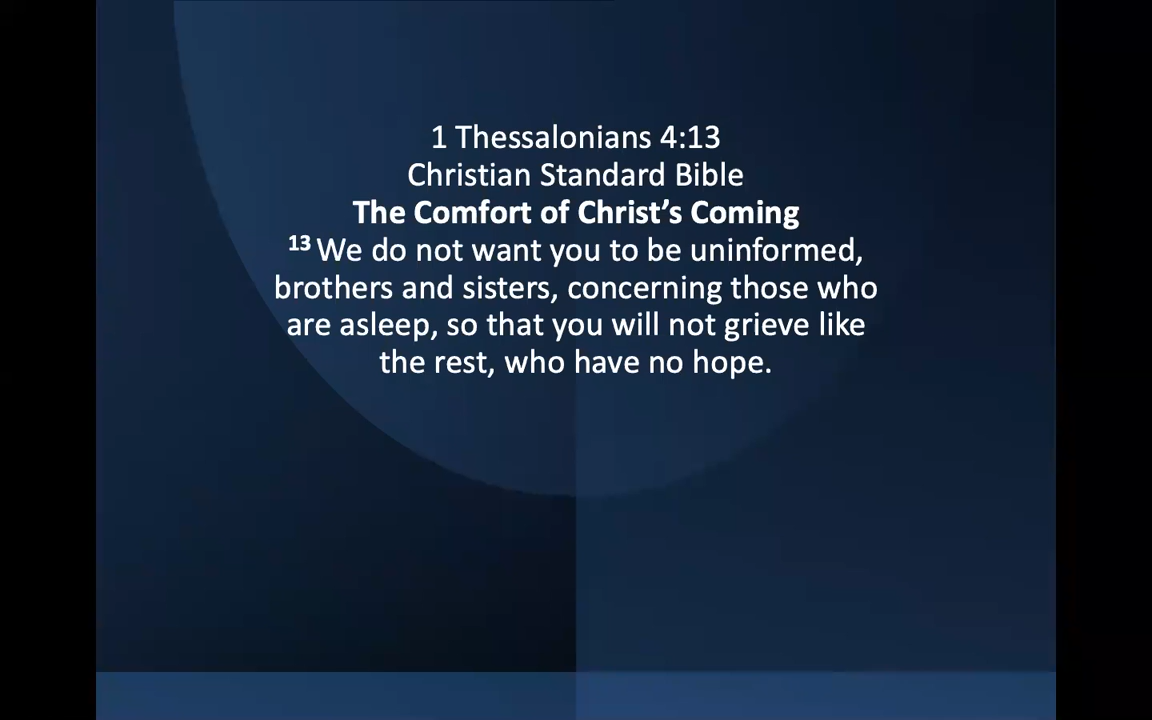 1 Thessalonians 4:13
Christian Standard Bible
The Comfort of Christ’s Coming
13 We do not want you to be uninformed,
brothers and sisters, concerning those who
are asleep, so that you will not grieve like
the rest, who have no hope.